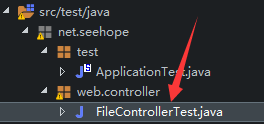 src/test/java
net.seehope
test
ApplicationTest.java
web.controller
FileControllerTest.java